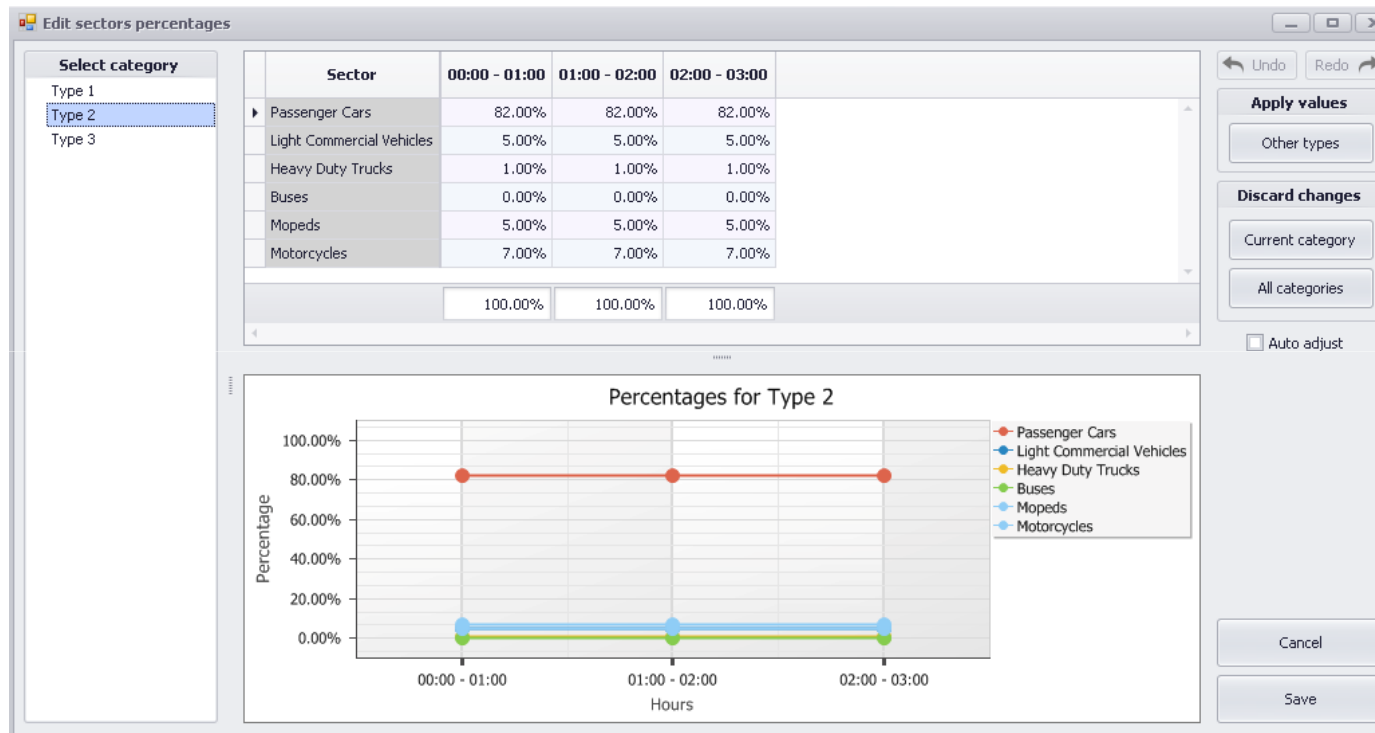 Edit sectors percentages
Select category
Type 1
Type 2
Type 3
Sector 00:00 - 01:00 01:00 - 02:00 02:00 - 03:00
Passenger Cars 82.00% 82.00% 82.00%
Light Commercial Vehicles 5.00% 5.00% 5.00%
Heavy Duty Trucks 1.00% 1.00% 1.00%
Buses 0.00% 0.00% 0.00%
Mopeds 5.00% 5.00% 5.00%
Motorcycles 7.00% 7.00% 7.00%
100.00% 100.00% 100.00%
Undo Redo
Apply values
Other types
Discard changes
Current category
All categories
Auto adjust
Percentages for Type 2
Percentage
100.00%
80.00%
60.00%
40.00%
20.00%
0.00%
00:00 - 01:00 01:00 - 02:00 02:00 - 03:00
Hours
Passenger Cars
Light Commercial Vehicles
Heavy Duty Trucks
Buses
Mopeds
Motorcycles
Cancel
Save